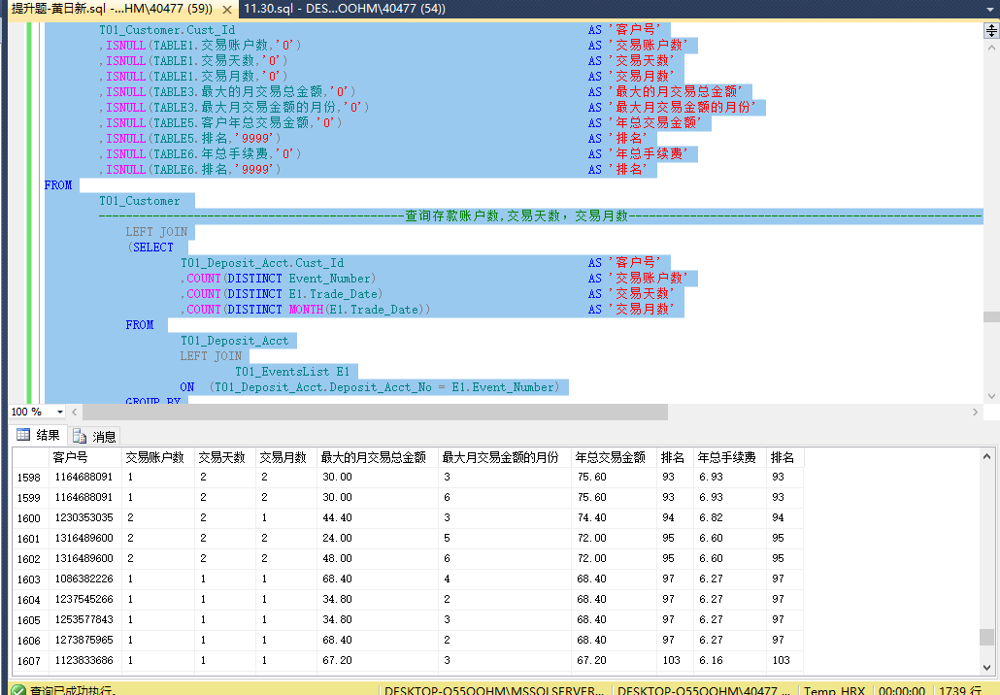 提升题-黄日新.sql -...HM\40477 (59)) × 11.30.sql - DES...OOHM\40477 (54))
T01_Customer.Cust_Id AS '客户号'
,ISNULL(TABLE1.交易账户数,'0') AS '交易账户数'
,ISNULL(TABLE1.交易天数,'0') AS '交易天数'
,ISNULL(TABLE1.交易月数,'0') AS '交易月数'
,ISNULL(TABLE3.最大的月交易总金额,'0') AS '最大的月交易总金额'
,ISNULL(TABLE3.最大月交易金额的月份,'0') AS '最大月交易金额的月份'
,ISNULL(TABLE5.客户年总交易金额,'0') AS '年总交易金额'
,ISNULL(TABLE5.排名,'9999') AS '排名'
,ISNULL(TABLE6.年总手续费,'0') AS '年总手续费'
,ISNULL(TABLE6.排名,'9999') AS '排名'
FROM
T01_Customer
---------------------------------------------查询存款账户数,交易天数，交易月数----------------------------------------------------
LEFT JOIN
(SELECT
T01_Deposit_Acct.Cust_Id AS '客户号'
,COUNT(DISTINCT Event_Number) AS '交易账户数'
,COUNT(DISTINCT E1.Trade_Date) AS '交易天数'
,COUNT(DISTINCT MONTH(E1.Trade_Date)) AS '交易月数'
FROM
T01_Deposit_Acct
LEFT JOIN
T01_EventsList E1
ON (T01_Deposit_Acct.Deposit_Acct_No = E1.Event_Number)
GROUP BY
100 %
结果 消息
客户号 交易账户数 交易天数 交易月数 最大的月交易总金额 最大月交易金额的月份 年总交易金额 排名 年总手续费 排名
1598 1164688091 1 2 2 30.00 3 75.60 93 6.93 93
1599 1164688091 1 2 2 30.00 6 75.60 93 6.93 93
1600 1230353035 2 2 1 44.40 3 74.40 94 6.82 94
1601 1316489600 2 2 2 24.00 5 72.00 95 6.60 95
1602 1316489600 2 2 2 48.00 6 72.00 95 6.60 95
1603 1086382226 1 1 1 68.40 4 68.40 97 6.27 97
1604 1237545266 1 1 1 34.80 2 68.40 97 6.27 97
1605 1253577843 1 1 1 34.80 3 68.40 97 6.27 97
1606 1273875965 1 1 1 68.40 2 68.40 97 6.27 97
1607 1123833686 1 1 1 67.20 3 67.20 103 6.16 103
查询已成功执行。 DESKTOP-O55OOHM\MSSQLSERVER... DESKTOP-O55OOHM\40477 ... Temp_HRX 00:00:00 1739 行